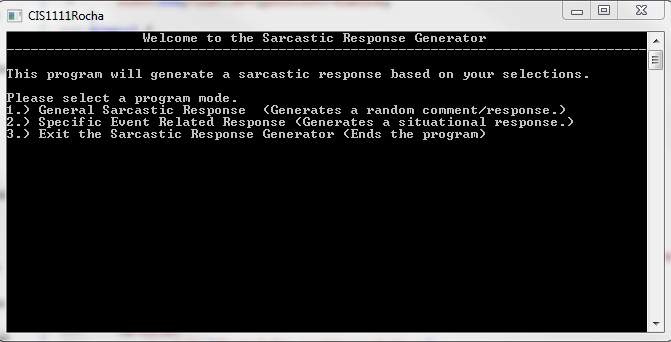 CIS1111Rocha
Welcome to the Sarcastic Response Generator
This program will generate a sarcastic response based on your selections.
Please select a program mode.
1.) General Sarcastic Response  (Generates a random comment/response.)
2.) Specific Event Related Response (Generates a situational response.)
3.) Exit the Sarcastic Response Generator (Ends the program)